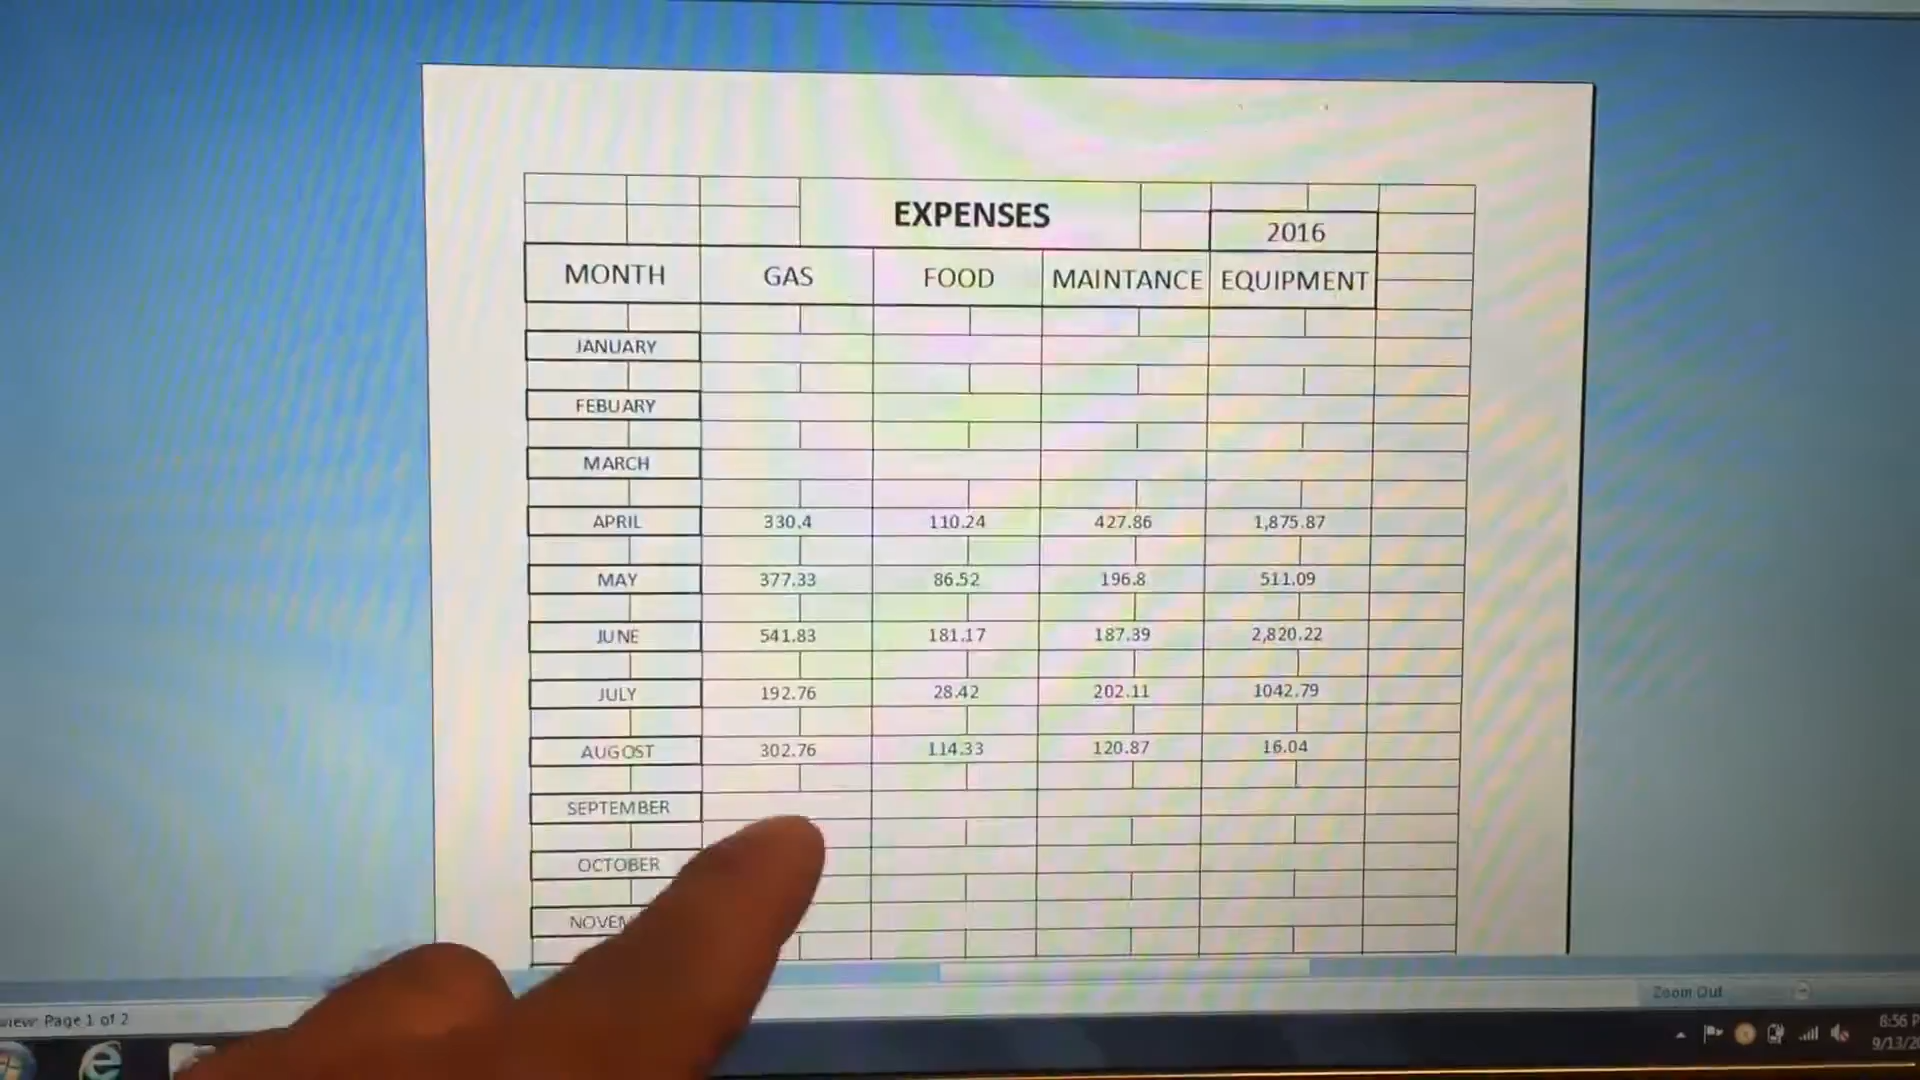 EXPENSES
2016
MONTH GAS FOOD MAINTANCE EQUIPMENT
JANUARY
FEBUARY
MARCH
APRIL 330.4 110.24 427.86 1,875.87
MAY 377.33 86.52 196.8 511.09
JUNE 541.83 181.17 187.39 2,820.22
JULY 192.76 28.42 202.11 1042.79
AUGOST 302.76 114.33 120.87 16.04
SEPTEMBER
OCTOBER
Zoom Out
Page 1 of 2
8:56